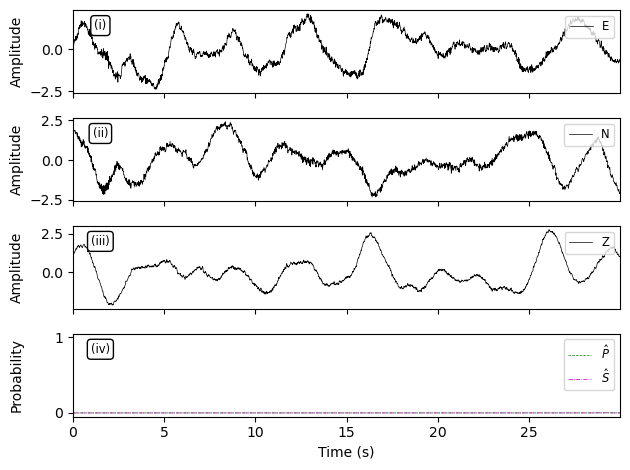 Amplitude
0.0
−2.5
(i)
E
Amplitude
2.5
0.0
−2.5
(ii)
N
Amplitude
2.5
0.0
(iii)
Z
Probability
1
0
(iv)
P̂
Ŝ
0 5 10 15 20 25
Time (s)